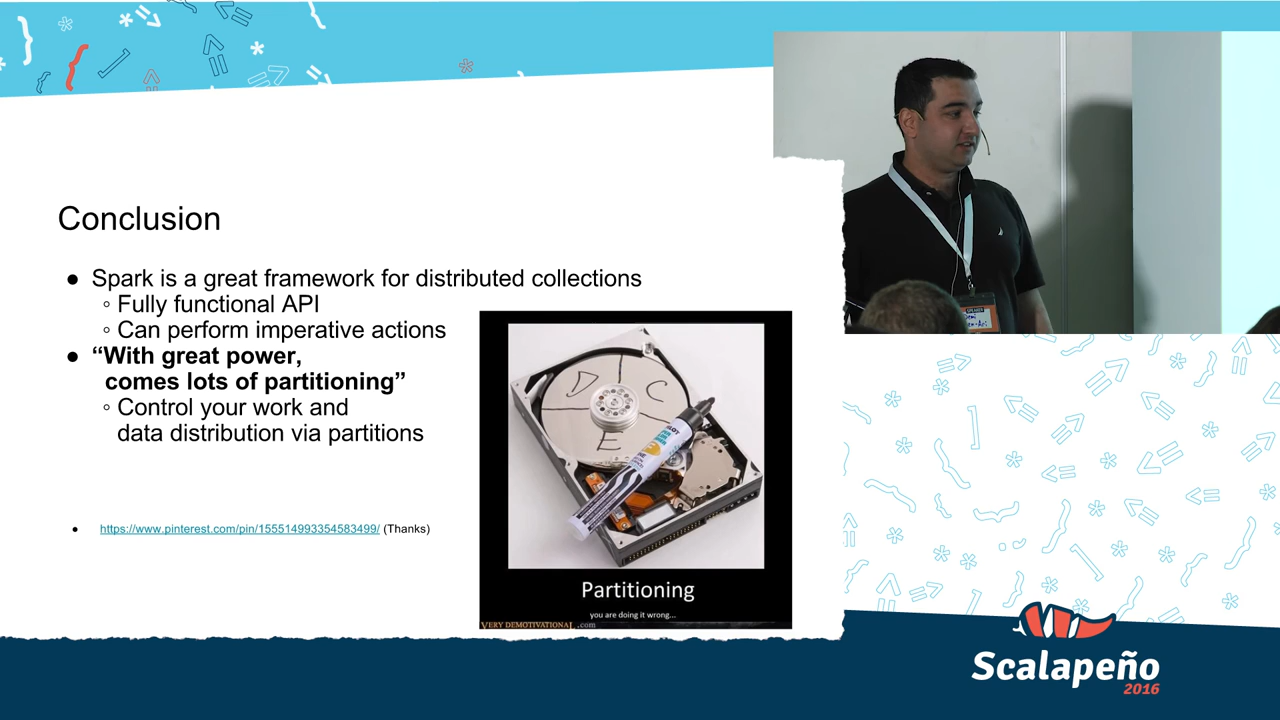 Conclusion
● Spark is a great framework for distributed collections
◦ Fully functional API
◦ Can perform imperative actions
● “With great power,
comes lots of partitioning”
◦ Control your work and
data distribution via partitions
● https://www.pinterest.com/pin/155514993354583499/ (Thanks)
D
C
E
Partitioning
you are doing it wrong...
VERY DEMOTIVATIONAL .com
SPEAKER
Scalapeño
2016